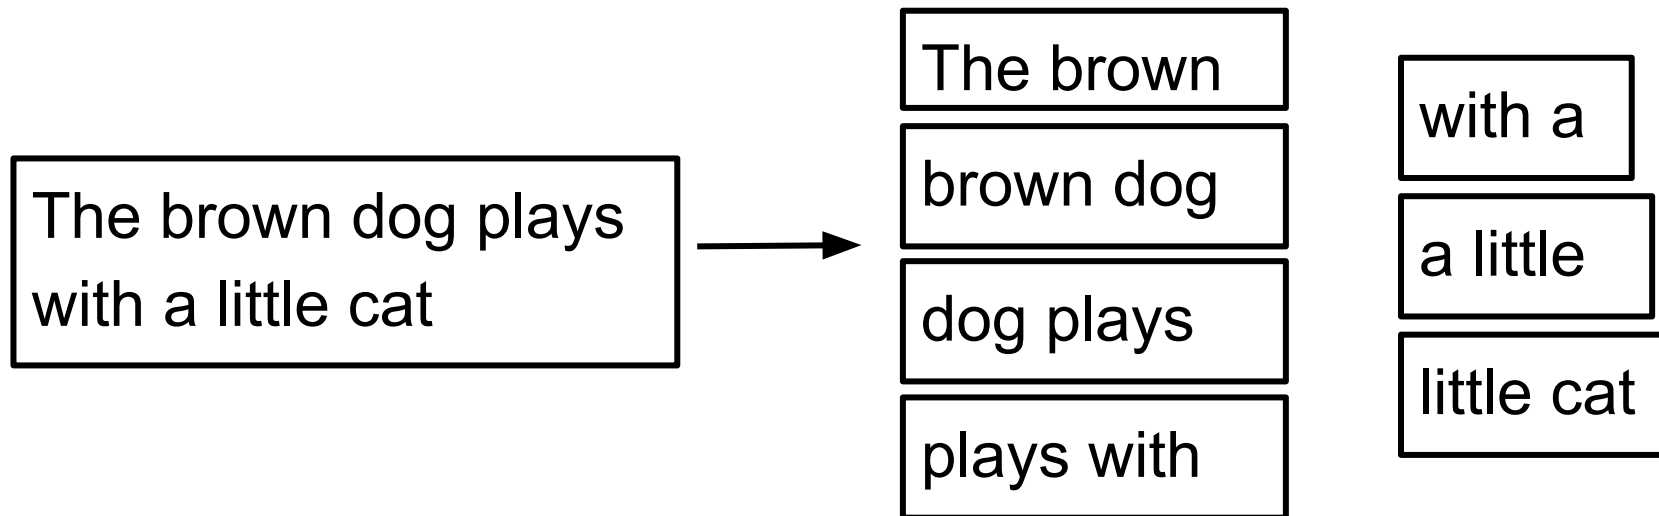 The brown dog plays
with a little cat
The brown
brown dog
dog plays
plays with
with a
a little
little cat